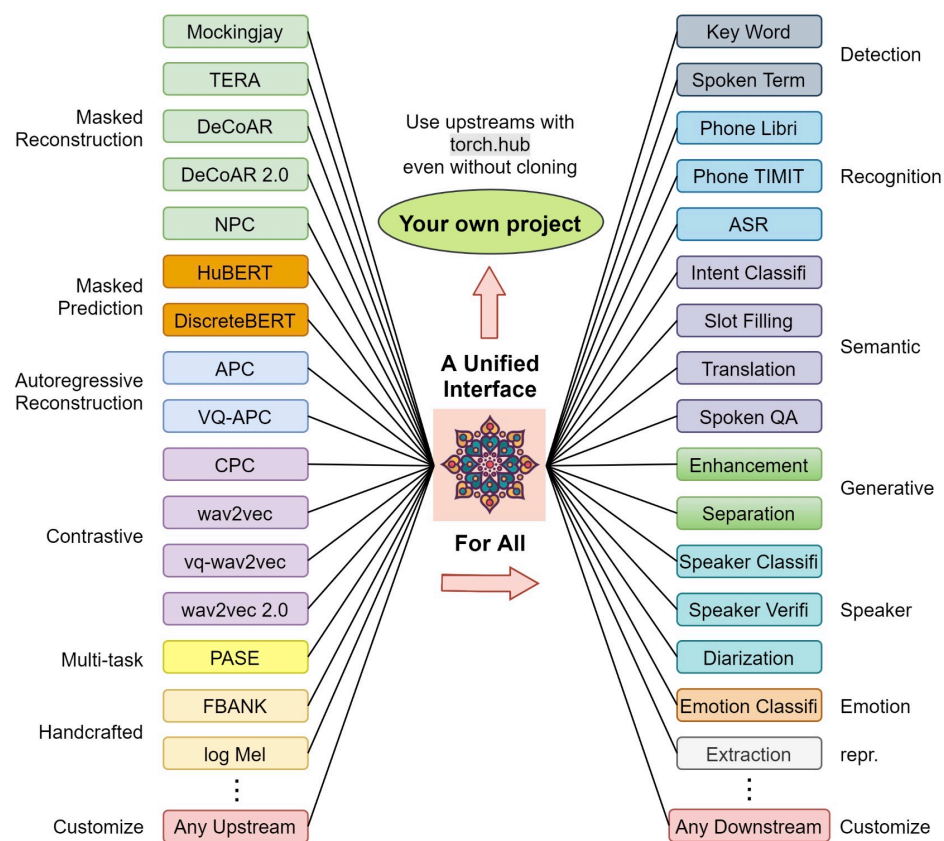 Mockingjay
TERA
Masked
Reconstruction
DeCoAR
DeCoAR 2.0
NPC
HuBERT
Masked
Prediction
DiscreteBERT
APC
Autoregressive
Reconstruction
VQ-APC
CPC
wav2vec
Contrastive
vq-wav2vec
wav2vec 2.0
Multi-task
PASE
FBANK
Handcrafted
log Mel
⋮
Customize
Any Upstream
Use upstreams with
torch.hub
even without cloning
Your own project
A Unified
Interface
For All
Key Word
Detection
Spoken Term
Phone Libri
Phone TIMIT
Recognition
ASR
Intent Classifi
Slot Filling
Semantic
Translation
Spoken QA
Enhancement
Generative
Separation
Speaker Classifi
Speaker Verifi
Speaker
Diarization
Emotion Classifi
Emotion
Extraction
repr.
⋮
Any Downstream
Customize